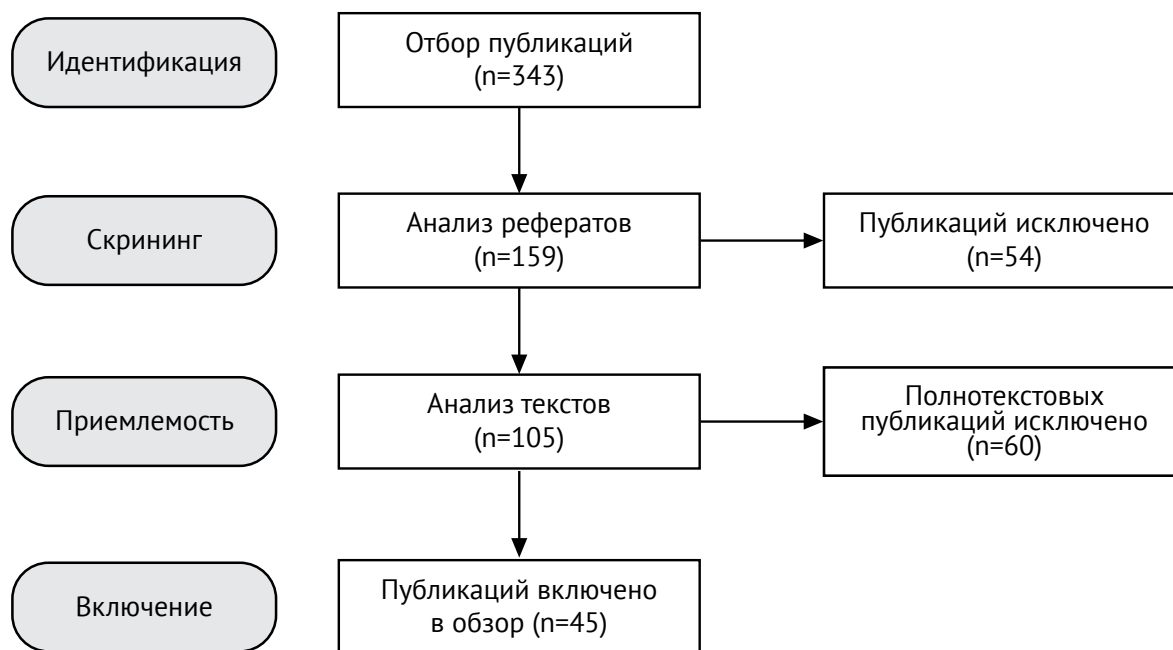 Идентификация
Отбор публикаций
(n=343)
Скрининг
Анализ рефератов
(n=159)
Публикаций исключено
(n=54)
Приемлемость
Анализ текстов
(n=105)
Полнотекстовых
публикаций исключено
(n=60)
Включение
Публикаций включено
в обзор (n=45)